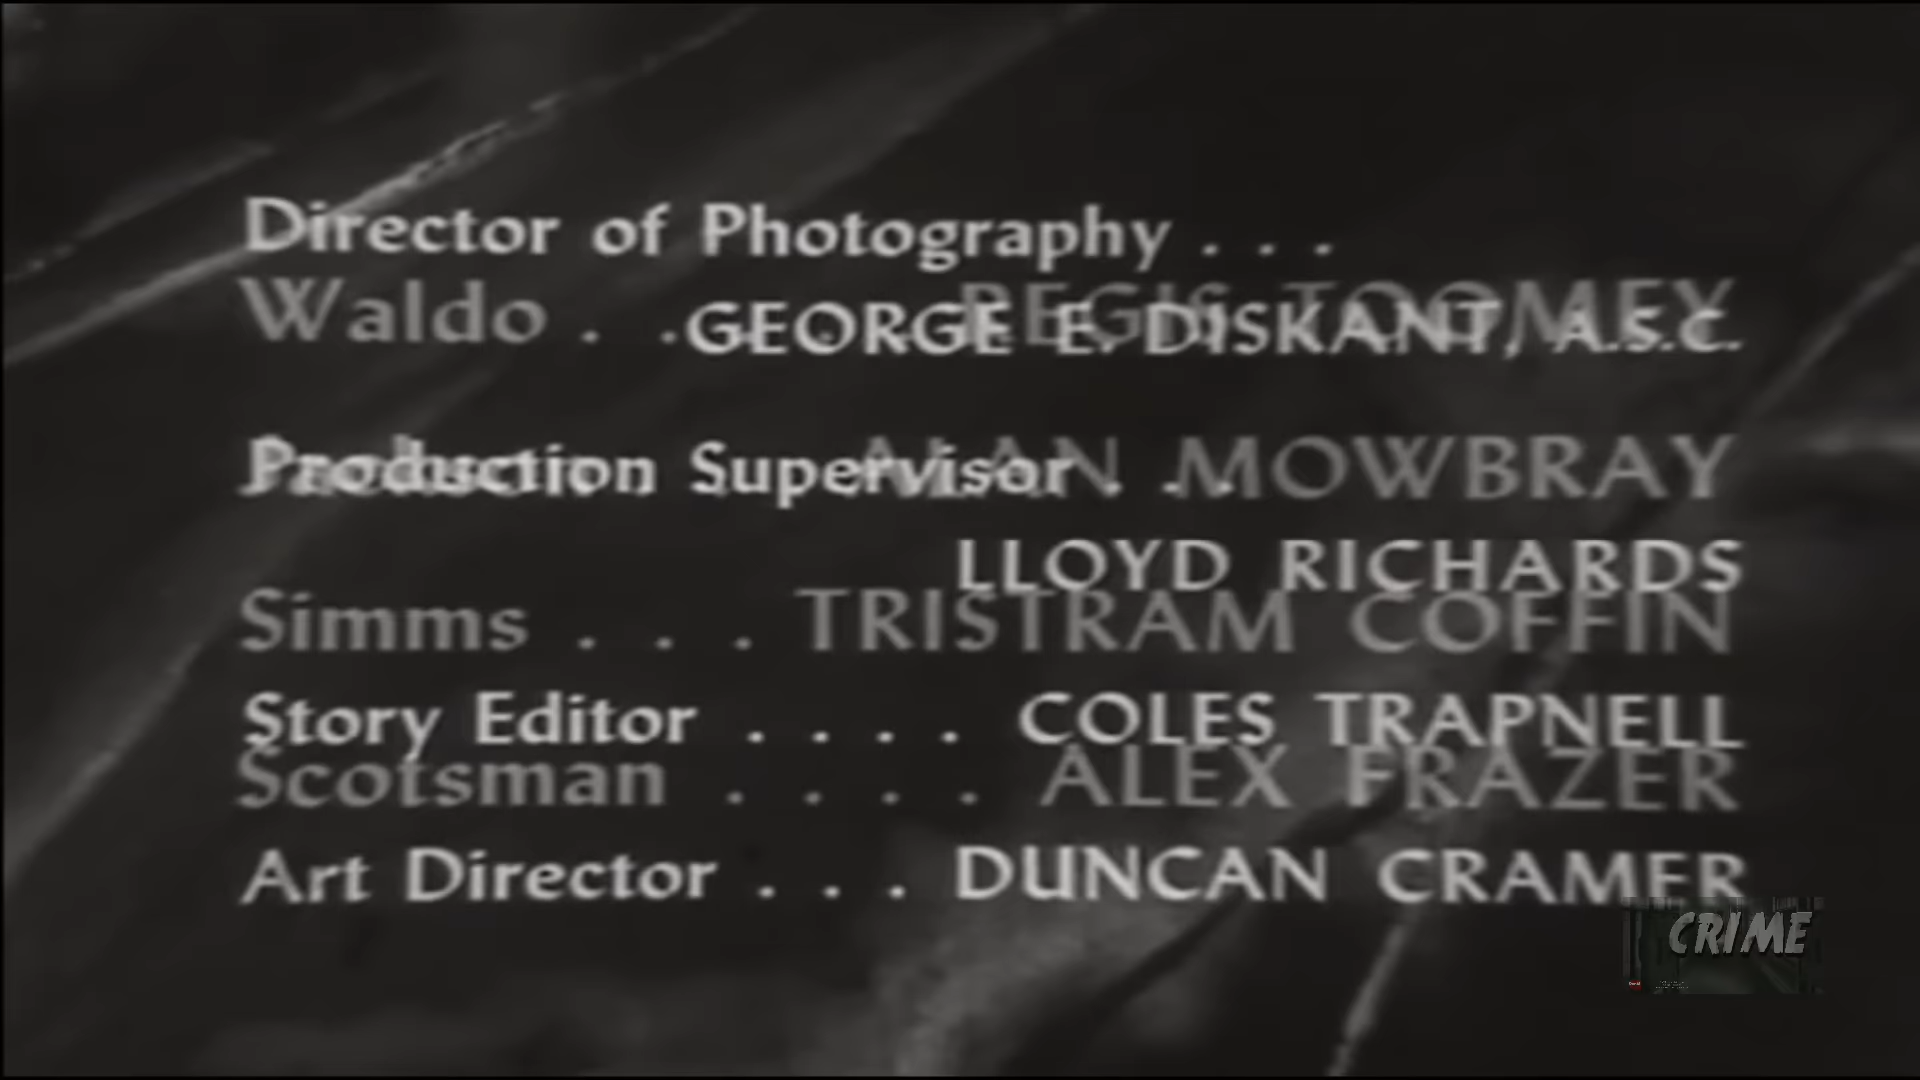 Director of Photography . . .
Waldo . . . . . REGIS TOOMEY
GEORGE E. DISKANT, A.S.C.
Production Supervisor . . .
ALAN MOWBRAY
LLOYD RICHARDS
Simms . . . TRISTRAM COFFIN
Story Editor . . . . COLES TRAPNELL
Scotsman . . . . ALEX FRAZER
Art Director . . . DUNCAN CRAMER
CRIME